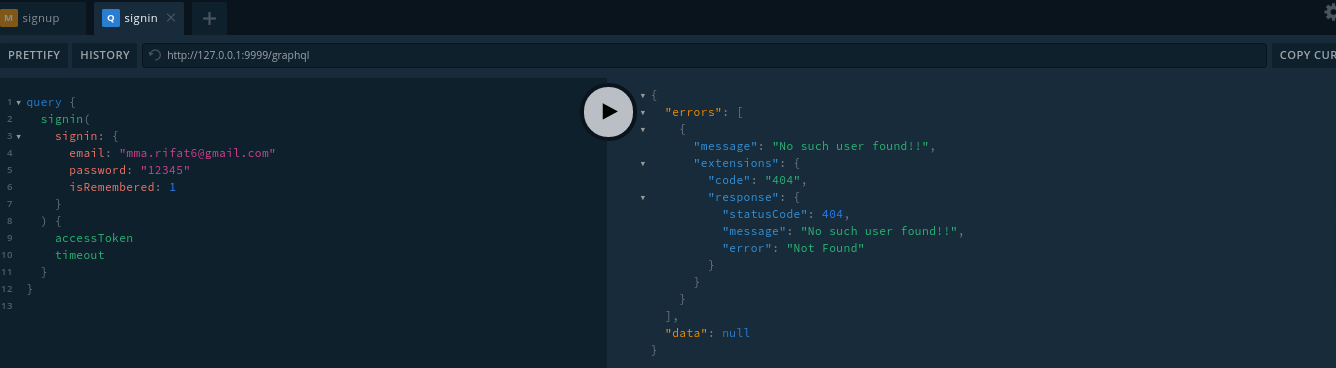 M signup
Q signin ×
+
PRETTIFY HISTORY http://127.0.0.1:9999/graphql COPY CUR
1 query {
2 signin(
3 signin: {
4 email: "mma.rifat6@gmail.com"
5 password: "12345"
6 isRemembered: 1
7 }
8 ) {
9 accessToken
10 timeout
11 }
12 }
13
{
"errors": [
{
"message": "No such user found!!",
"extensions": {
"code": "404",
"response": {
"statusCode": 404,
"message": "No such user found!!",
"error": "Not Found"
}
}
}
],
"data": null
}